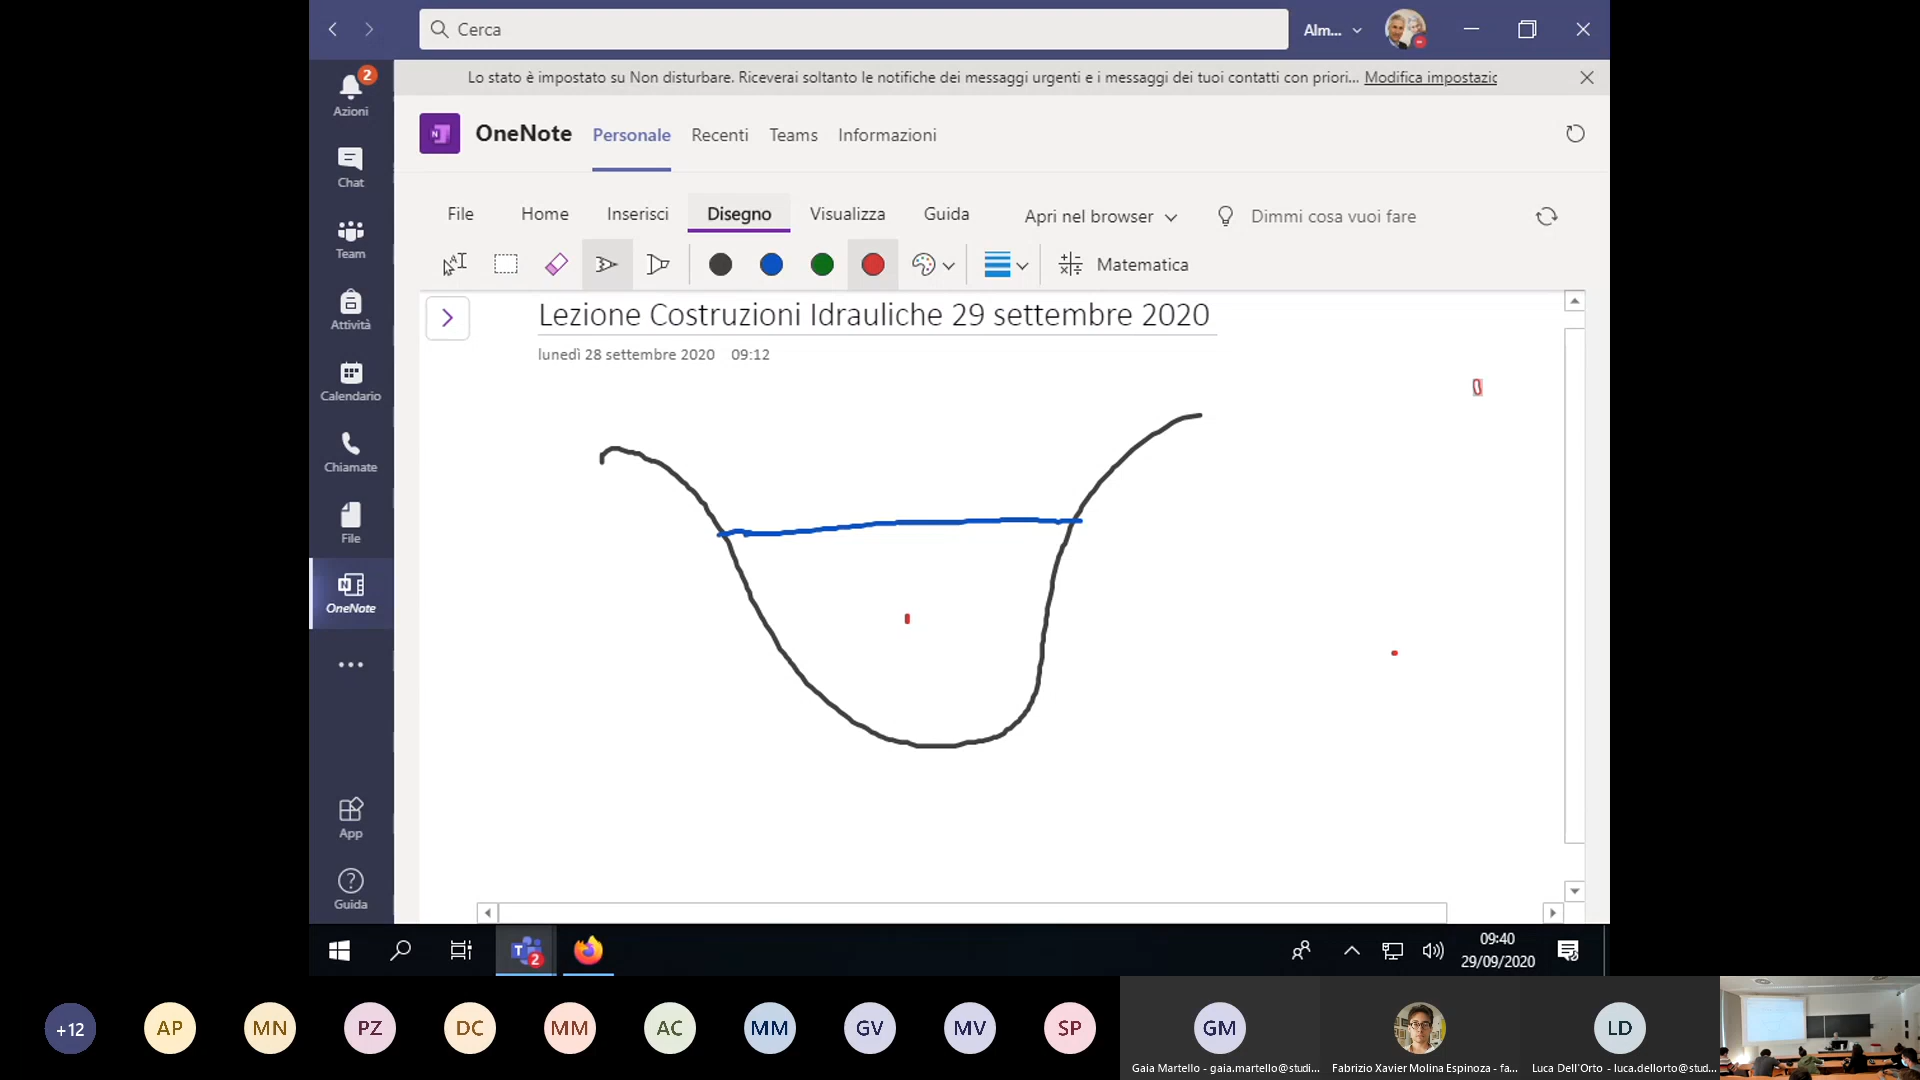 Cerca
Alm...
Lo stato è impostato su Non disturbare. Riceverai soltanto le notifiche dei messaggi urgenti e i messaggi dei tuoi contatti con priori... Modifica impostazic
2
Azioni
Chat
Team
Attività
Calendario
Chiamate
File
OneNote
App
Guida
OneNote Personale Recenti Teams Informazioni
File Home Inserisci Disegno Visualizza Guida Apri nel browser Dimmi cosa vuoi fare
Matematica
Lezione Costruzioni Idrauliche 29 settembre 2020
lunedì 28 settembre 2020 09:12
2
09:40
29/09/2020
+12 AP MN PZ DC MM AC MM GV MV SP GM LD
Gaia Martello - gaia.martello@studi... Fabrizio Xavier Molina Espinoza - fa... Luca Dell'Orto - luca.dellorto@stud...